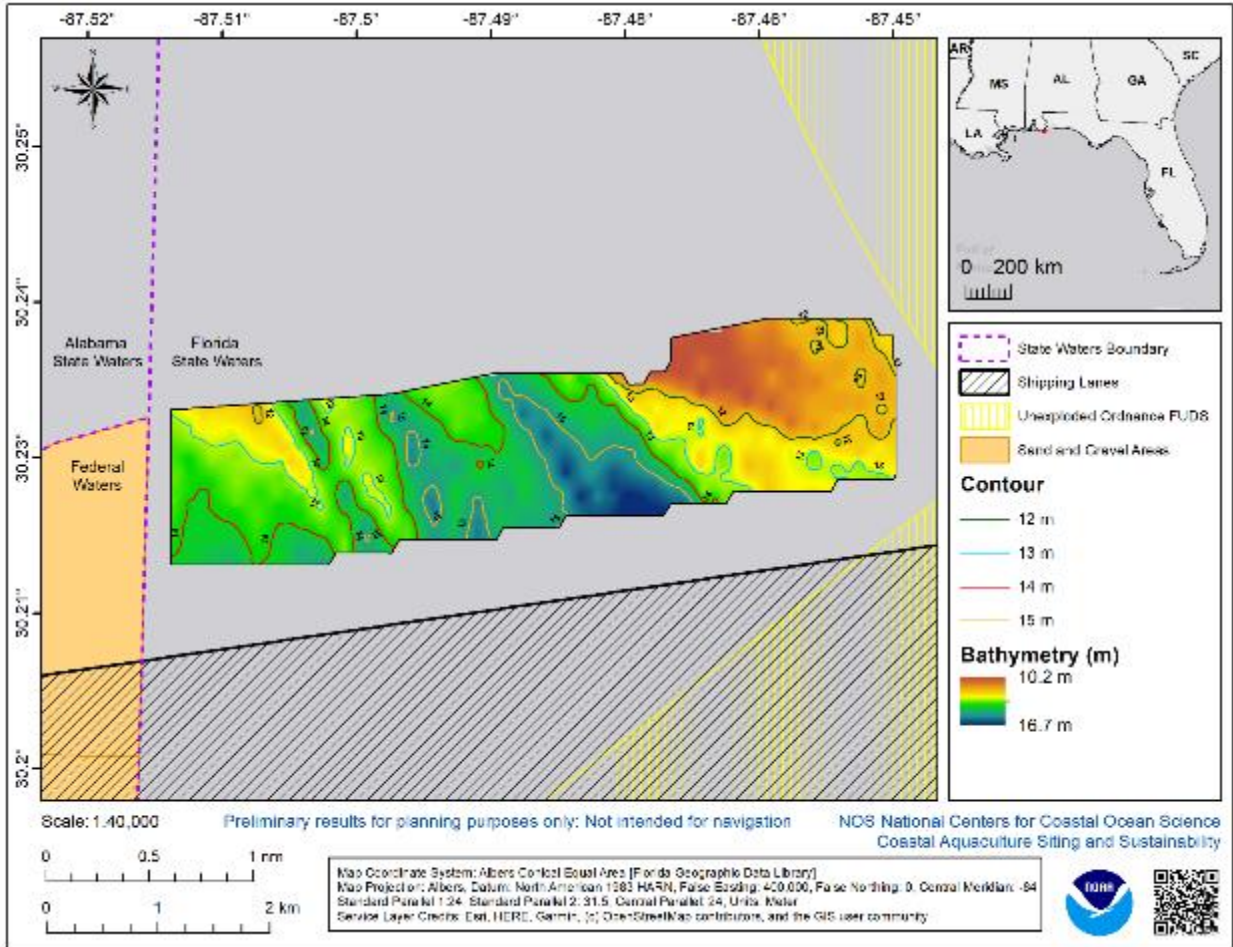 -87.52° -87.51° -87.5° -87.49° -87.48° -87.47° -87.46° -87.45°
30.25°
30.24°
30.23°
30.21°
30.2°
Alabama
State Waters
Florida
State Waters
Federal
Waters
AR
MS
AL
GA
SC
LA
FL
0 200 km
State Waters Boundary
Shipping Lanes
Unexploded Ordnance FUDS
Sand and Gravel Areas
Contour
12 m
13 m
14 m
15 m
Bathymetry (m)
10.2 m
16.7 m
Scale: 1:40,000
Preliminary results for planning purposes only: Not intended for navigation
NOS National Centers for Coastal Ocean Science
Coastal Aquaculture Siting and Sustainability
0 0.5 1 nm
0 1 2 km
Map Coordinate System: Albers Conical Equal Area [Florida Geographic Data Library]
Map Projection: Albers, Datum: North American 1983 HARN, False Easting: 400,000, False Northing: 0, Central Meridian: -84
Standard Parallel 1:24, Standard Parallel 2: 31.5, Central Parallel: 24, Units: Meter
Service Layer Credits: Esri, HERE, Garmin, (c) OpenStreetMap contributors, and the GIS user community
NOAA